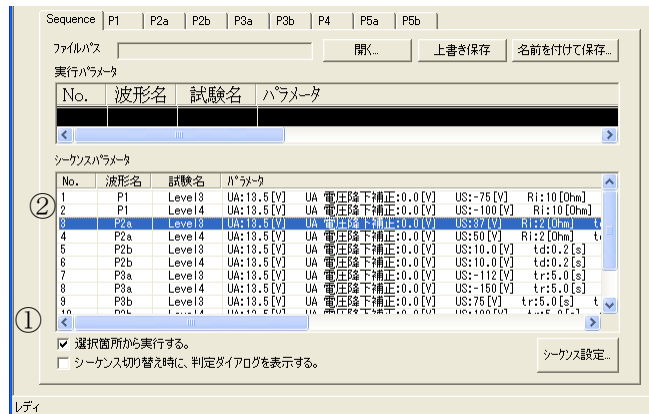 Sequence P1 P2a P2b P3a P3b P4 P5a P5b
ファイルパス 開く... 上書き保存 名前を付けて保存...
実行パラメータ
No. 波形名 試験名 パラメータ
シーケンスパラメータ
No. 波形名 試験名 パラメータ
② 1 P1 Level3 UA:13.5[V] UA 電圧降下補正:0.0[V] US:-75[V] Ri:10[Ohm]
2 P1 Level4 UA:13.5[V] UA 電圧降下補正:0.0[V] US:-100[V] Ri:10[Ohm]
3 P2a Level3 UA:13.5[V] UA 電圧降下補正:0.0[V] US:37[V] Ri:2[Ohm]
4 P2a Level4 UA:13.5[V] UA 電圧降下補正:0.0[V] US:50[V] Ri:2[Ohm]
5 P2b Level3 UA:13.5[V] UA 電圧降下補正:0.0[V] US:10.0[V] td:0.2[s]
6 P2b Level4 UA:13.5[V] UA 電圧降下補正:0.0[V] US:10.0[V] td:0.2[s]
7 P3a Level3 UA:13.5[V] UA 電圧降下補正:0.0[V] US:-112[V] tr:5.0[s]
8 P3a Level4 UA:13.5[V] UA 電圧降下補正:0.0[V] US:-150[V] tr:5.0[s]
9 P3b Level3 UA:13.5[V] UA 電圧降下補正:0.0[V] US:75[V] tr:5.0[s] t
①
選択箇所から実行する。
シーケンス切り替え時に、判定ダイアログを表示する。
シーケンス設定...
レディ